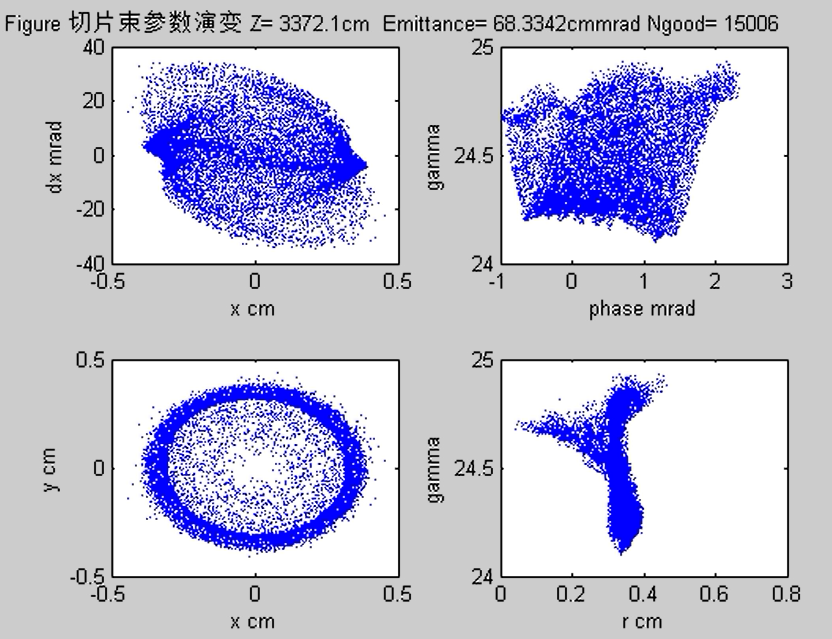 Figure 切片束参数演变 Z= 3372.1cm Emittance= 68.3342cmmrad Ngood= 15006
40
20
0
-20
-40
dx mrad
-0.5 0 0.5
x cm
25
24.5
24
gamma
-1 0 1 2 3
phase mrad
0.5
0
-0.5
y cm
-0.5 0 0.5
x cm
25
24.5
24
gamma
0 0.2 0.4 0.6 0.8
r cm